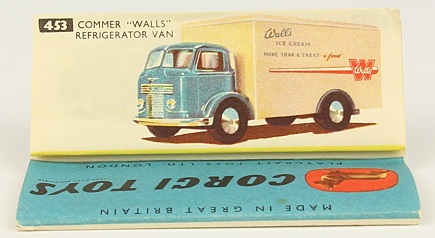 453 COMMER "WALLS"
REFRIGERATOR VAN
Wall's
ICE CREAM
MORE THAN A TREAT - a food
W
Wall's
PLAYCRAFT TOYS LTD. LONDON
CORGI TOYS
MADE IN GREAT BRITAIN